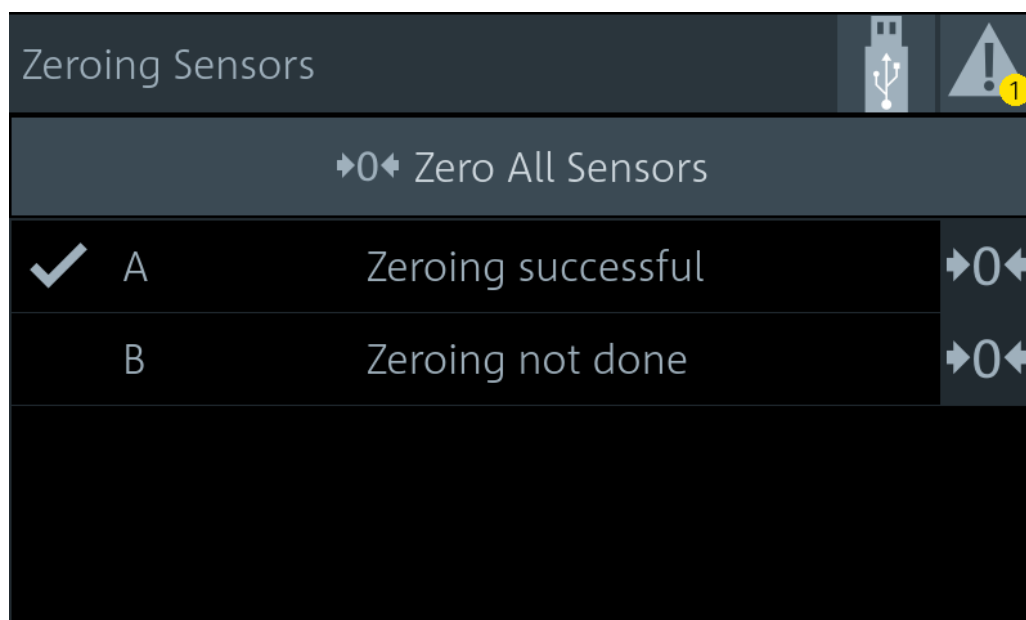 Zeroing Sensors
1
0 Zero All Sensors
A Zeroing successful 0
B Zeroing not done 0